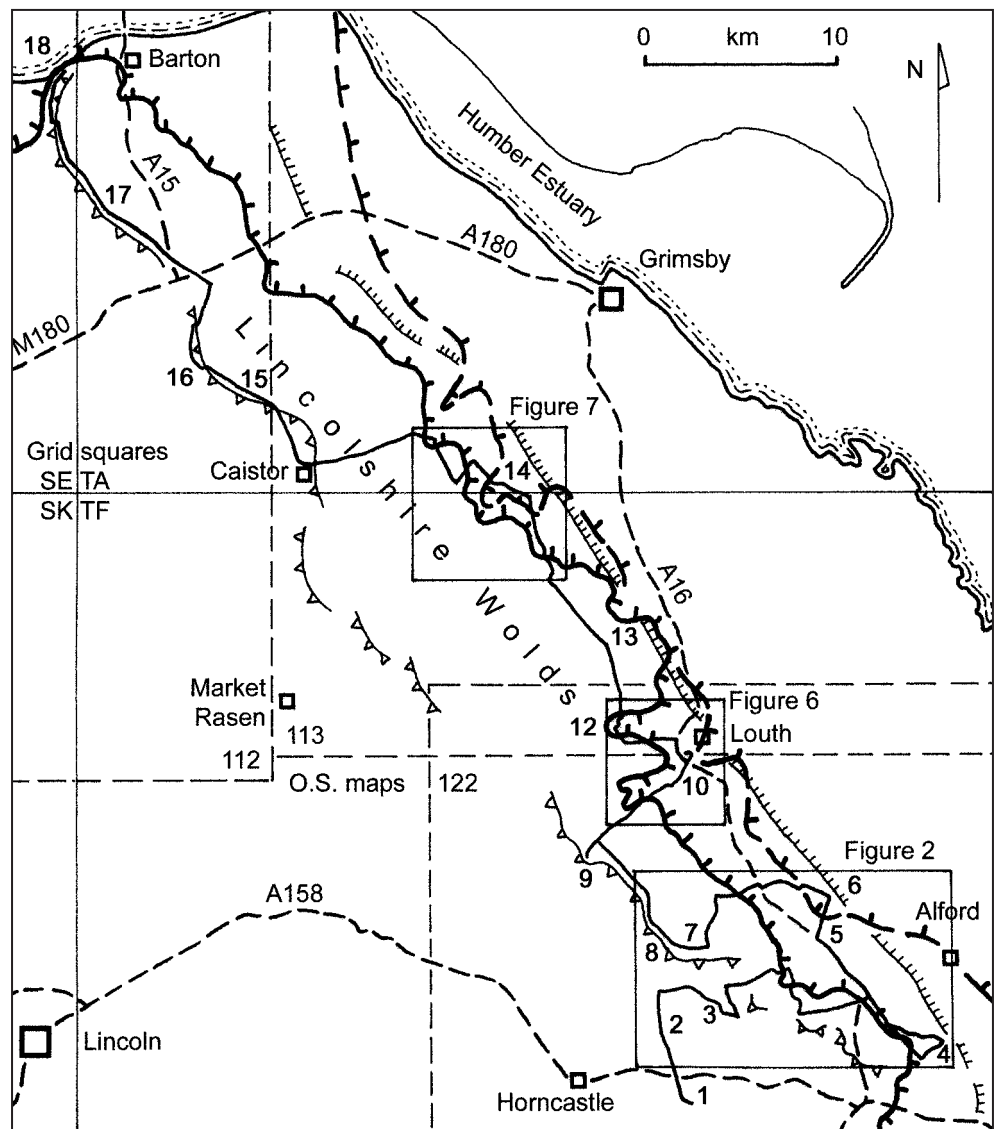 18
Barton
0 km 10
N
Humber Estuary
A15
17
A180
Grimsby
M180
Lincolnshire Wolds
16
15
Figure 7
Grid squares
SE TA
SK TF
Caistor
14
A16
13
Market
Rasen
113
112
12
Figure 6
Louth
O.S. maps
122
10
9
Figure 2
6
A158
Alford
7
5
8
2
3
4
Lincoln
Horncastle
1